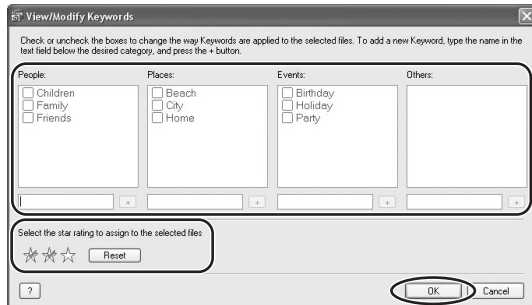 View/Modify Keywords
Check or uncheck the boxes to change the way Keywords are applied to the selected files. To add a new Keyword, type the name in the
text field below the desired category, and press the + button.
People: Places: Events: Others:
Children Beach Birthday
Family City Holiday
Friends Home Party
+ + + +
Select the star rating to assign to the selected files
Reset
? OK Cancel